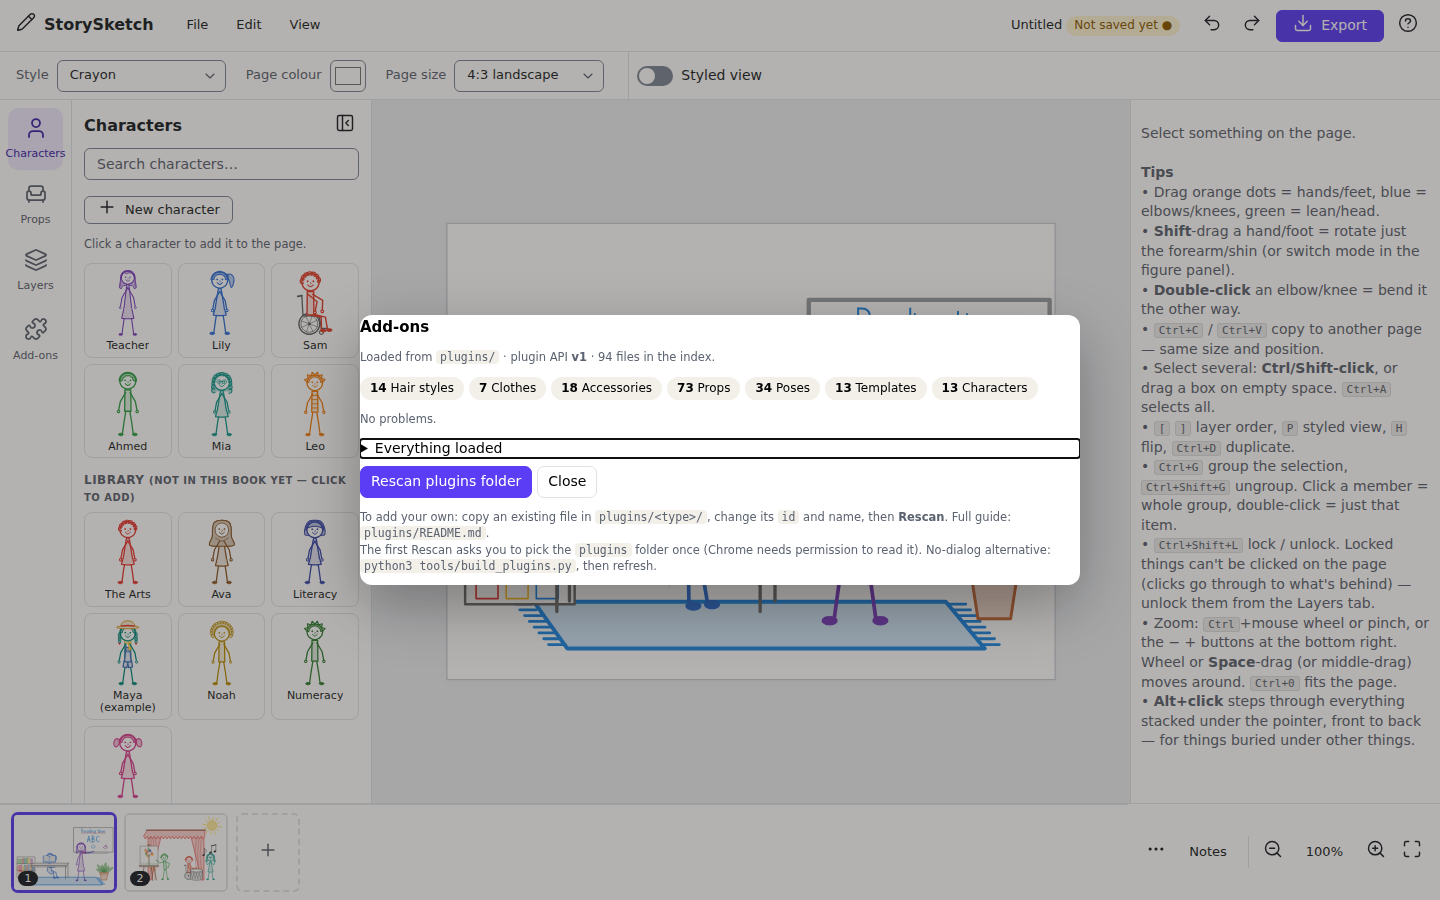 StorySketch
File Edit View
Untitled Not saved yet ●
Export
Style Crayon
Page colour
Page size 4:3 landscape
Styled view
Characters
Props
Layers
Add-ons
Characters
Search characters…
New character
Click a character to add it to the page.
Teacher Lily Sam
Ahmed Mia Leo
LIBRARY (NOT IN THIS BOOK YET — CLICK
TO ADD)
The Arts Ava Literacy
Maya
(example)
Noah Numeracy
Add-ons
Loaded from plugins/ · plugin API v1 · 94 files in the index.
14 Hair styles 7 Clothes 18 Accessories 73 Props 34 Poses 13 Templates 13 Characters
No problems.
▶ Everything loaded
Rescan plugins folder Close
To add your own: copy an existing file in plugins/<type>/, change its id and name, then Rescan. Full guide:
plugins/README.md.
The first Rescan asks you to pick the plugins folder once (Chrome needs permission to read it). No-dialog alternative:
python3 tools/build_plugins.py, then refresh.
Select something on the page.
Tips
• Drag orange dots = hands/feet, blue =
elbows/knees, green = lean/head.
• Shift-drag a hand/foot = rotate just
the forearm/shin (or switch mode in the
figure panel).
• Double-click an elbow/knee = bend it
the other way.
• Ctrl+C / Ctrl+V copy to another page
— same size and position.
• Select several: Ctrl/Shift-click, or
drag a box on empty space. Ctrl+A
selects all.
• [ ] layer order, P styled view, H
flip, Ctrl+D duplicate.
• Ctrl+G group the selection,
Ctrl+Shift+G ungroup. Click a member =
whole group, double-click = just that
item.
• Ctrl+Shift+L lock / unlock. Locked
things can't be clicked on the page
(clicks go through to what's behind) —
unlock them from the Layers tab.
• Zoom: Ctrl+mouse wheel or pinch, or
the − + buttons at the bottom right.
Wheel or Space-drag (or middle-drag)
moves around. Ctrl+0 fits the page.
• Alt+click steps through everything
stacked under the pointer, front to back
— for things buried under other things.
ABC
1
2
Notes
100%